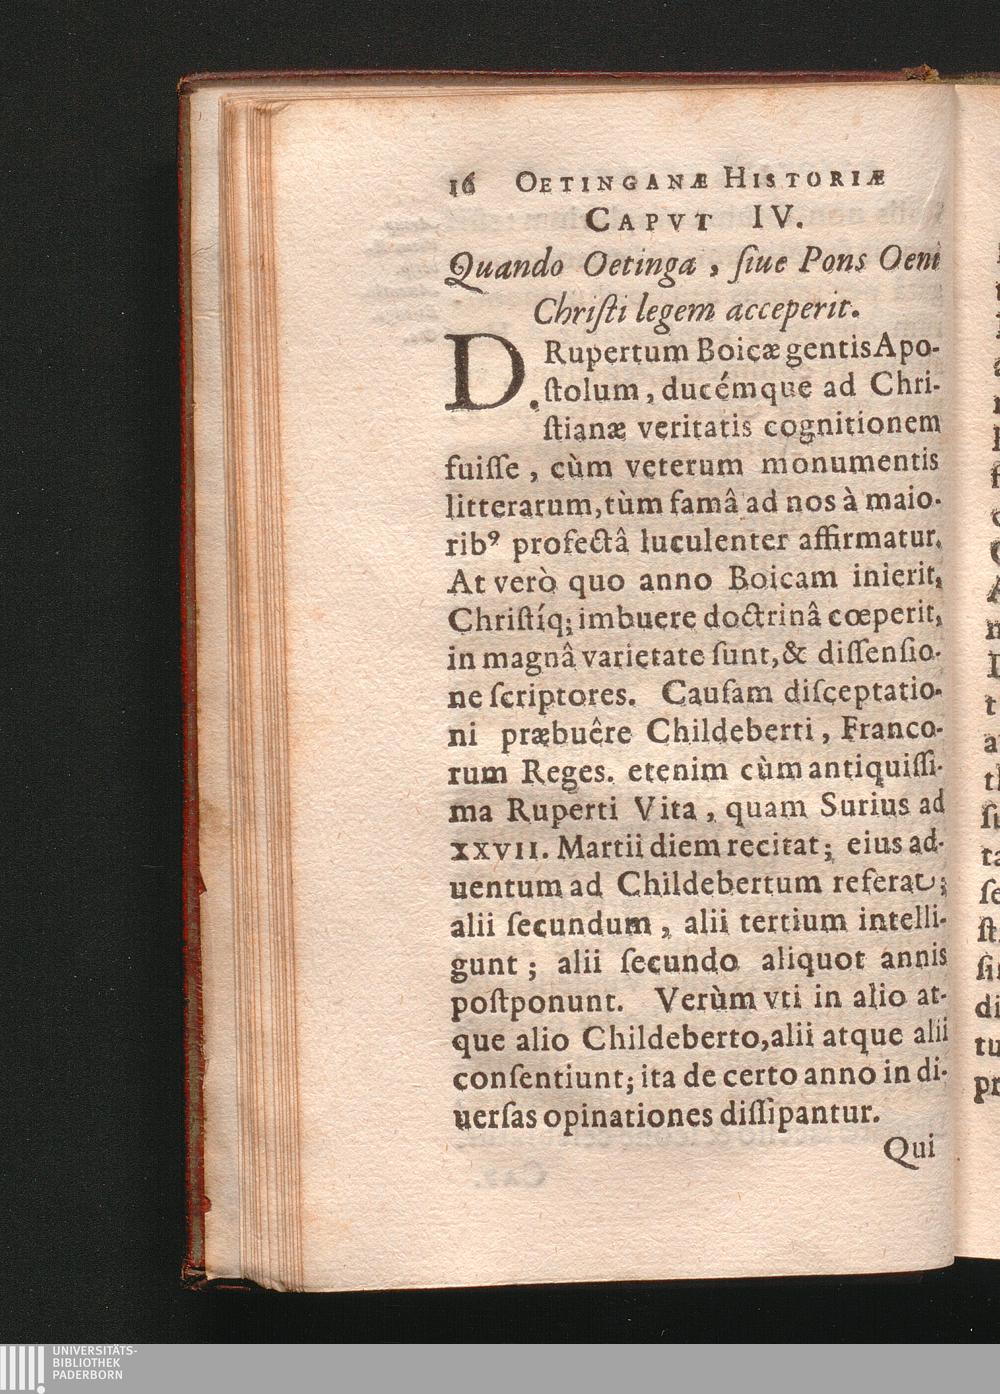 16 OETINGANÆ HISTORIÆ
CAPVT IV.
Quando Oetinga, ſiue Pons Oeni
Chriſti legem acceperit.
D. Rupertum Boicæ gentis Apo-
ſtolum, ducémque ad Chri-
ſtianæ veritatis cognitionem
fuiſſe, cùm veterum monumentis
litterarum, tùm famâ ad nos à maio-
ribꝰ profectâ luculenter affirmatur.
At verò quo anno Boicam inierit,
Chriſtíq; imbuere doctrinâ cœperit,
in magnâ varietate ſunt, & diſſenſio-
ne ſcriptores. Cauſam diſceptatio-
ni præbuêre Childeberti, Franco-
rum Reges. etenim cùm antiquiſſi-
ma Ruperti Vita, quam Surius ad
XXVII. Martii diem recitat; eius ad-
uentum ad Childebertum referat;
alii ſecundum, alii tertium intelli-
gunt; alii ſecundo aliquot annis
poſtponunt. Verùm vti in alio at-
que alio Childeberto, alii atque alii
conſentiunt; ita de certo anno in di-
uerſas opinationes diſſipantur.
Qui
UNIVERSITÄTS-
BIBLIOTHEK
PADERBORN